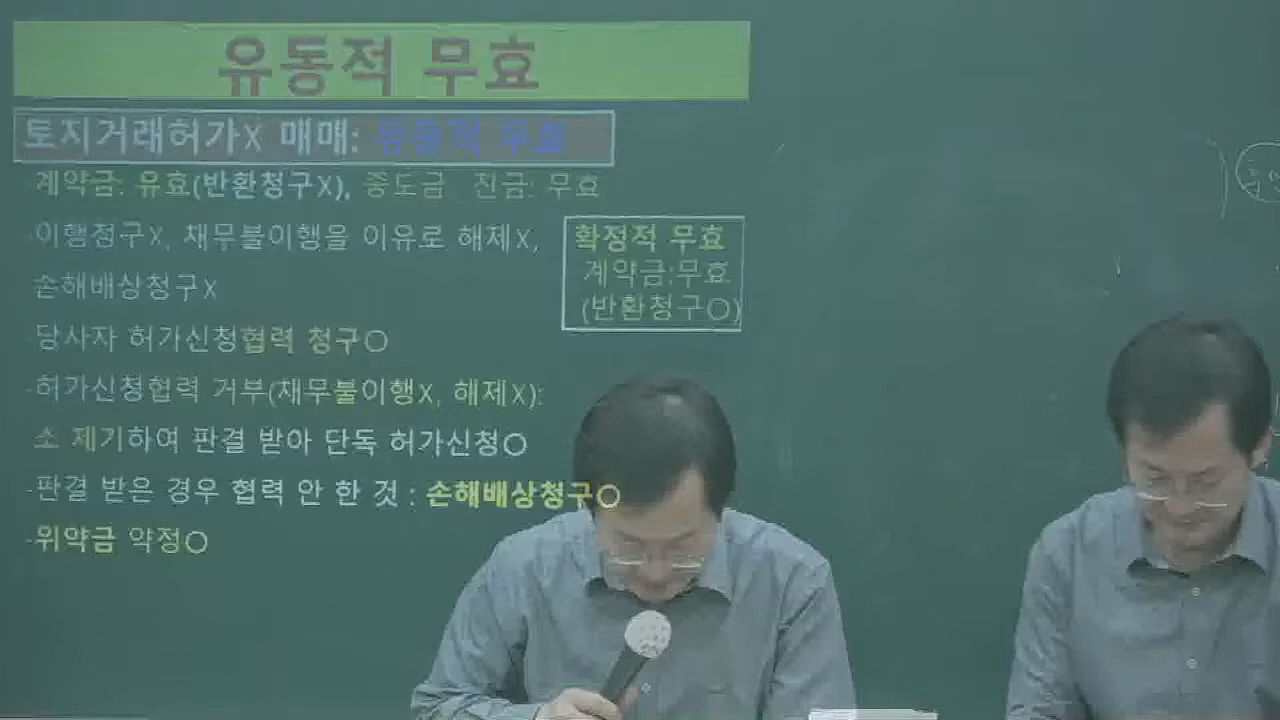 유동적 무효
토지거래허가X 매매: 유동적 무효
-계약금: 유효(반환청구X), 중도금 잔금: 무효
-이행청구X, 채무불이행을 이유로 해제X,
손해배상청구X
확정적 무효
계약금:무효
(반환청구O)
-당사자 허가신청협력 청구O
-허가신청협력 거부(채무불이행X, 해제X):
소 제기하여 판결 받아 단독 허가신청O
-판결 받은 경우 협력 안 한 것 : 손해배상청구O
-위약금 약정O